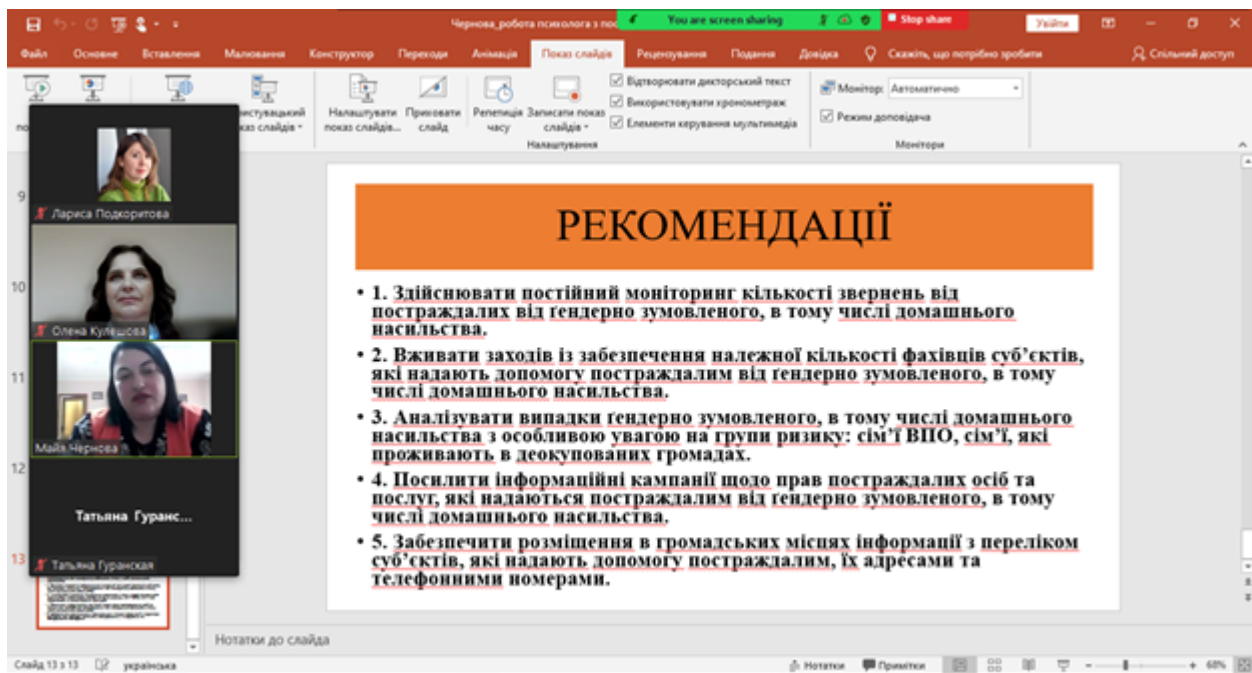 Чернова_робота психолога з пос
You are screen sharing
Stop share
Увійти
Файл Основне Вставлення Малювання Конструктор Переходи Анімація Показ слайдів Рецензування Подання Довідка Скажіть, що потрібно зробити Спільний доступ
Налаштувати показ слайдів...
Приховати слайд
Репетиція часу
Записати показ слайдів
Відтворювати дикторський текст
Використовувати хронометраж
Елементи керування мультимедіа
Налаштування
Монітор: Автоматично
Режим доповідача
Монітори
9
Лариса Подкоритова
10
Олена Кулешова
11
Майя Чернова
12
Татьяна Гуранс...
13
Татьяна Гуранская
РЕКОМЕНДАЦІЇ
• 1. Здійснювати постійний моніторинг кількості звернень від
постраждалих від ґендерно зумовленого, в тому числі домашнього
насильства.
• 2. Вживати заходів із забезпечення належної кількості фахівців суб’єктів,
які надають допомогу постраждалим від ґендерно зумовленого, в тому
числі домашнього насильства.
• 3. Аналізувати випадки ґендерно зумовленого, в тому числі домашнього
насильства з особливою увагою на групи ризику: сім’ї ВПО, сім’ї, які
проживають в деокупованих громадах.
• 4. Посилити інформаційні кампанії щодо прав постраждалих осіб та
послуг, які надаються постраждалим від ґендерно зумовленого, в тому
числі домашнього насильства.
• 5. Забезпечити розміщення в громадських місцях інформації з переліком
суб’єктів, які надають допомогу постраждалим, їх адресами та
телефонними номерами.
Нотатки до слайда
Слайд 13 з 13 українська Нотатки Примітки 68%